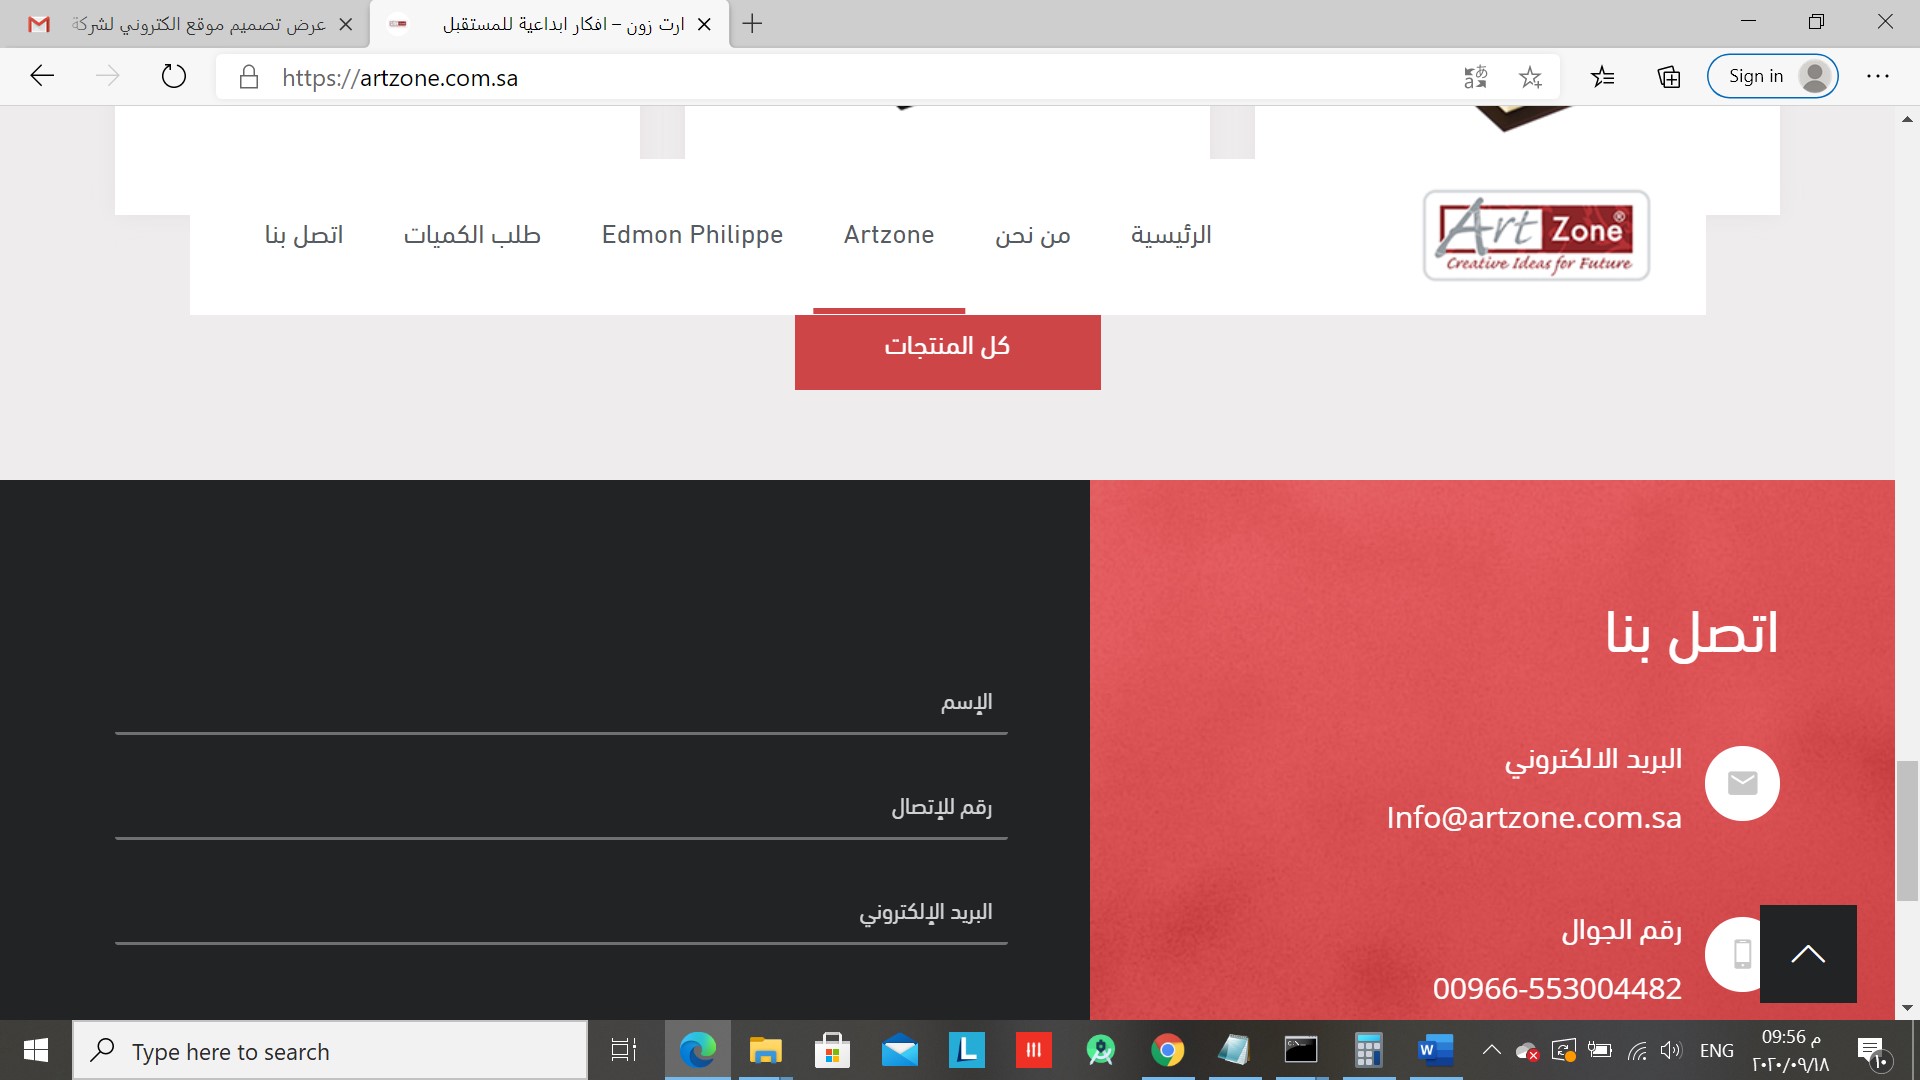 عرض تصميم موقع الكتروني لشركة
ارت زون – افكار ابداعية للمستقبل
https://artzone.com.sa
Sign in
الرئيسية
من نحن
Artzone
Edmon Philippe
طلب الكميات
اتصل بنا
Art Zone®
Creative Ideas for Future
كل المنتجات
اتصل بنا
البريد الالكتروني
Info@artzone.com.sa
رقم الجوال
00966-553004482
الإسم
رقم للإتصال
البريد الإلكتروني
Type here to search
ENG
09:56 م
٢٠٢٠/٠٩/١٨
١٠